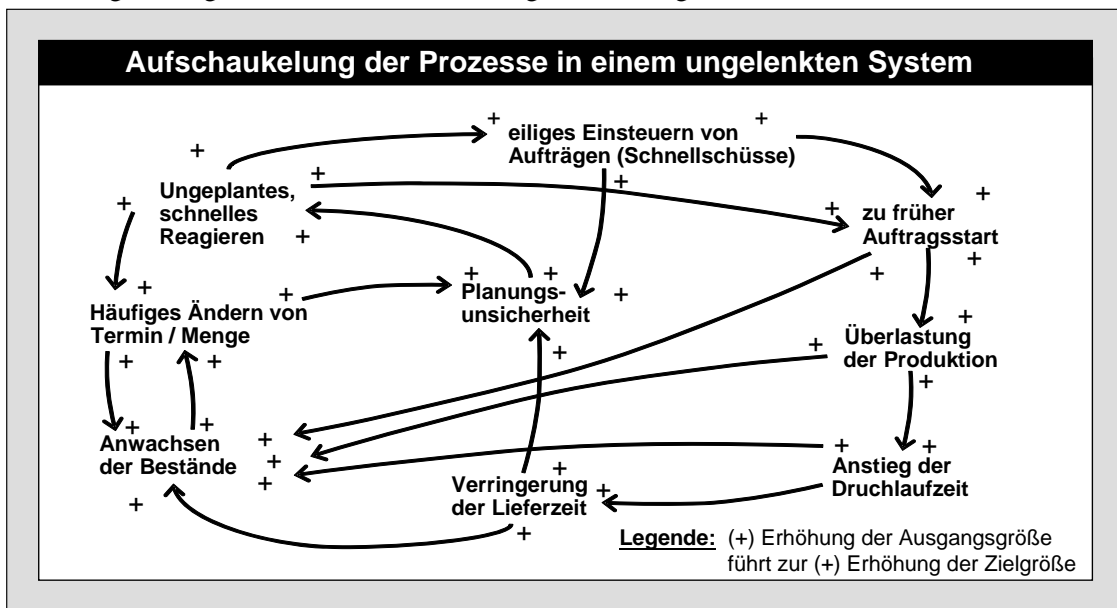 Aufschaukelung der Prozesse in einem ungelenkten System
eiliges Einsteuern von
Aufträgen (Schnellschüsse)
Ungeplantes,
schnelles
Reagieren
zu früher
Auftragsstart
Häufiges Ändern von
Termin / Menge
Planungs-
unsicherheit
Überlastung
der Produktion
Anwachsen
der Bestände
Verringerung
der Lieferzeit
Anstieg der
Druchlaufzeit
Legende: (+) Erhöhung der Ausgangsgröße
führt zur (+) Erhöhung der Zielgröße